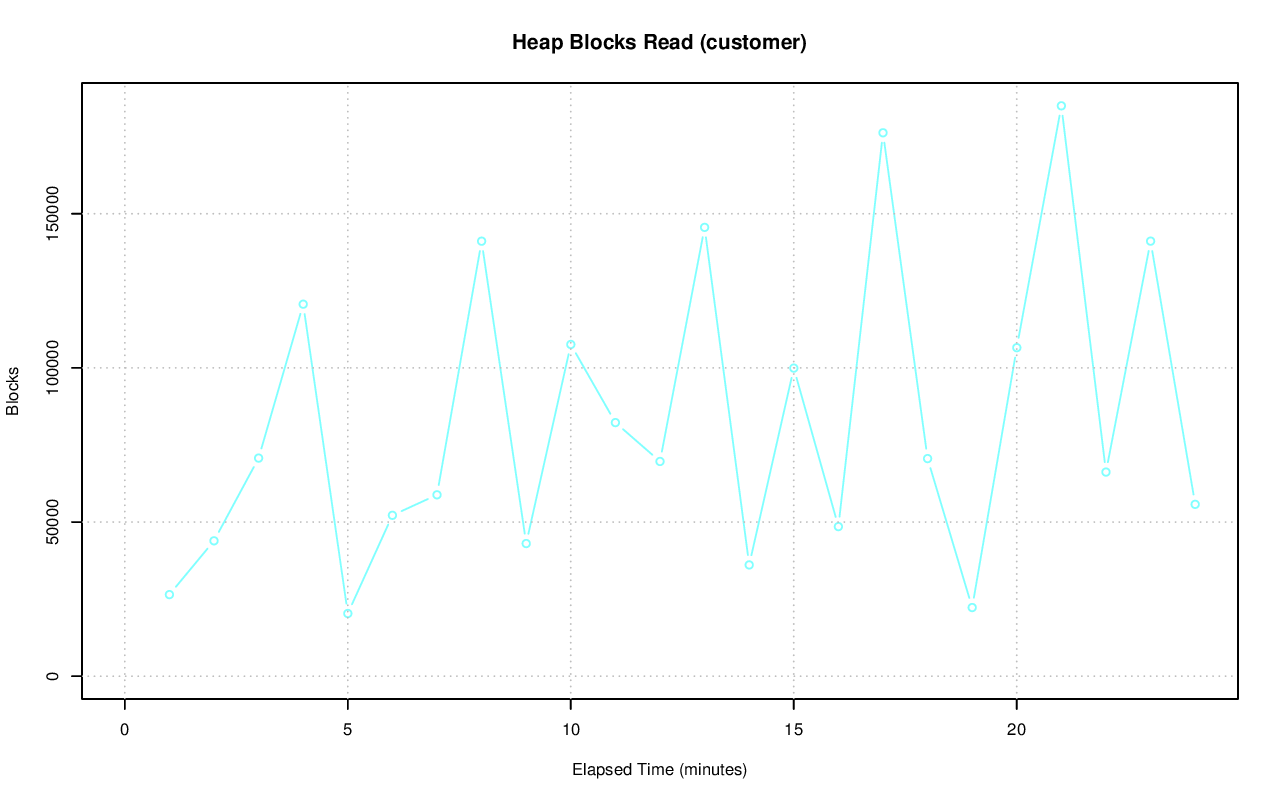 Heap Blocks Read (customer)
Blocks
150000
100000
50000
0
0 5 10 15 20
Elapsed Time (minutes)